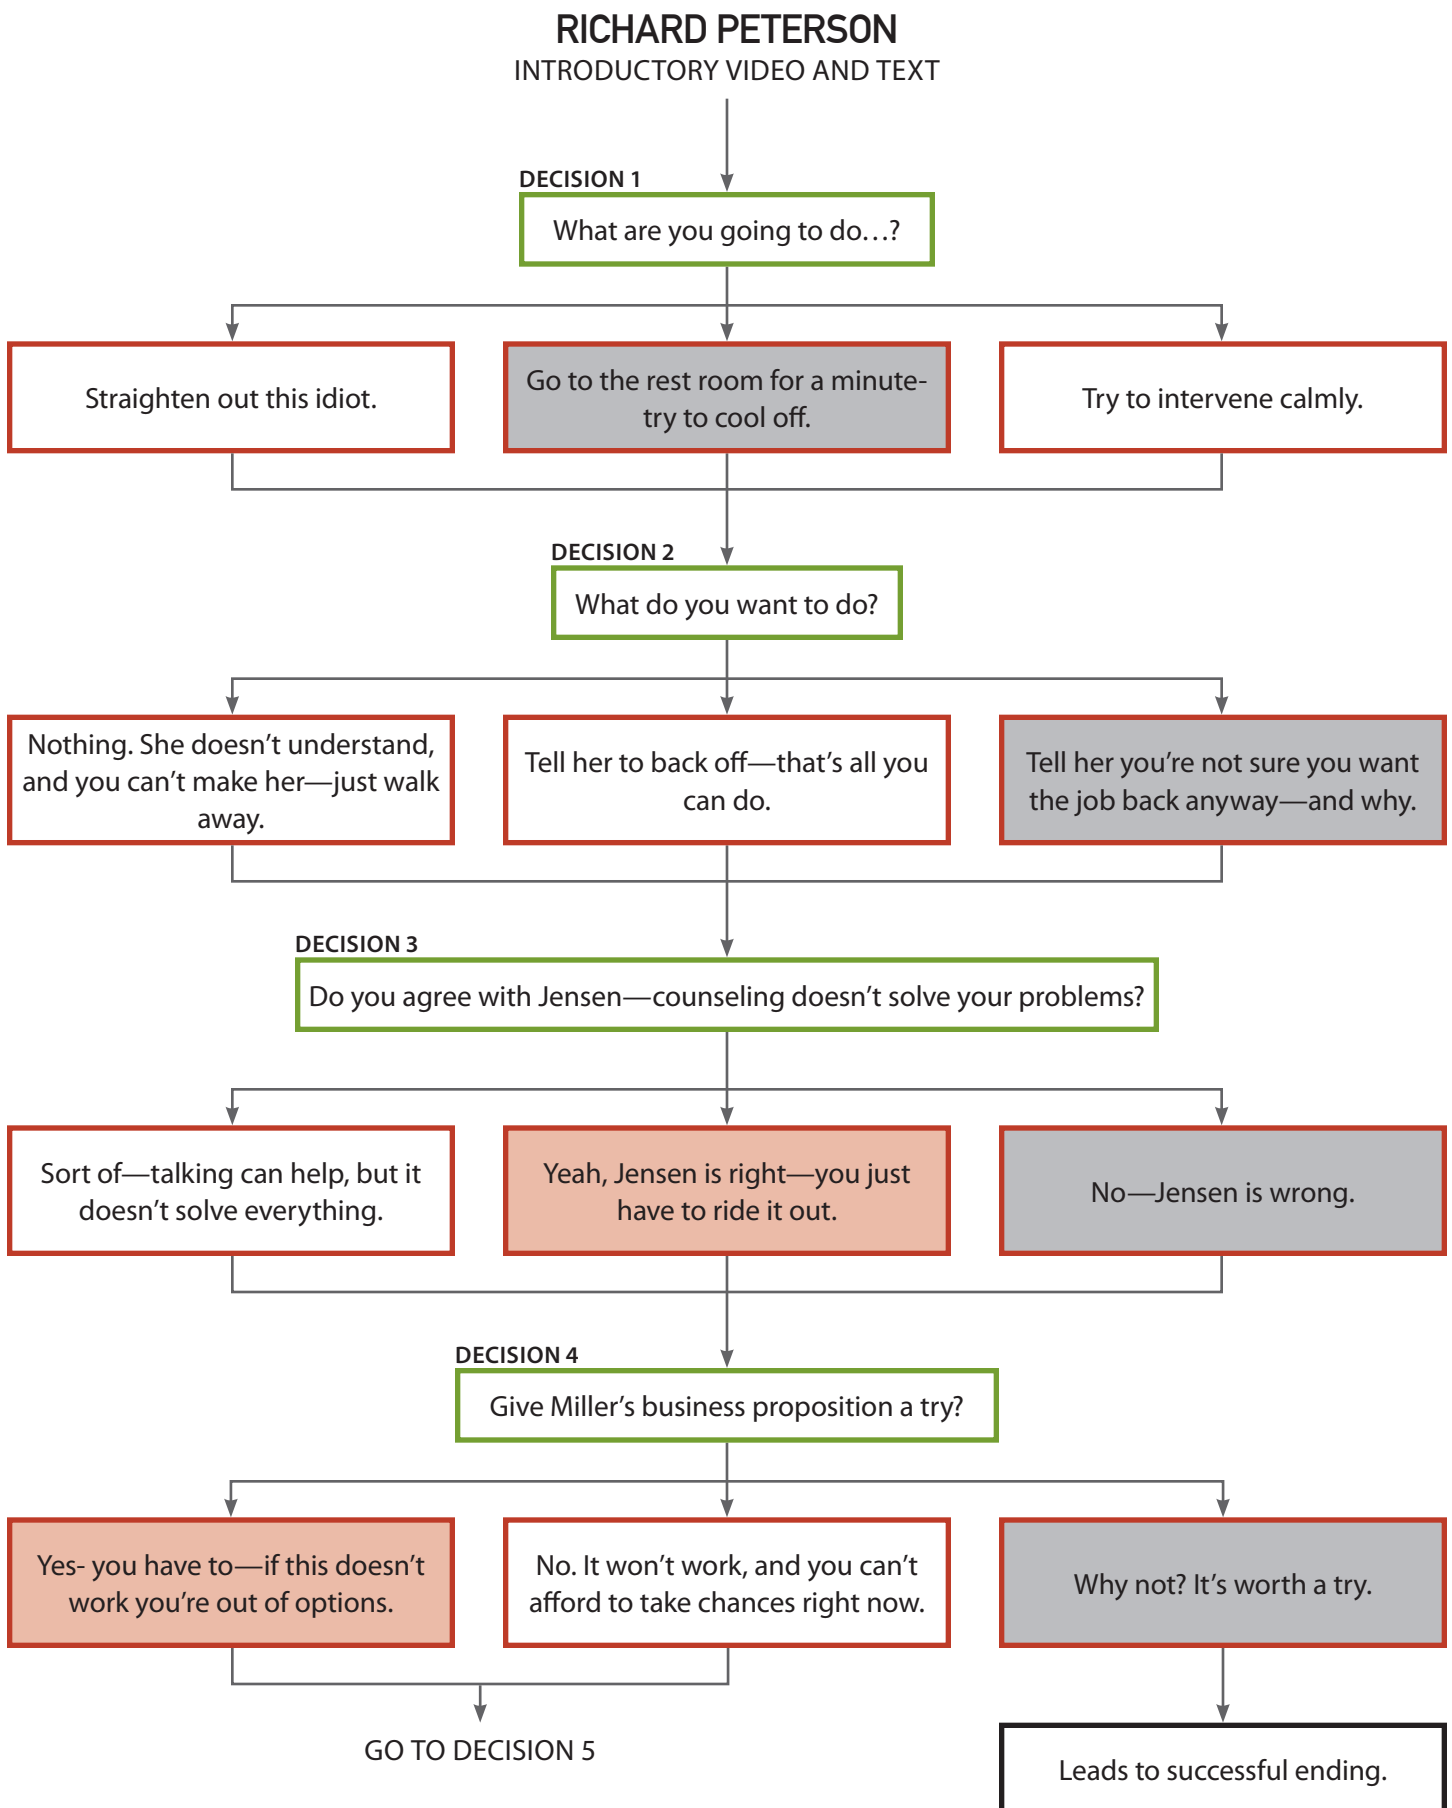 RICHARD PETERSON
INTRODUCTORY VIDEO AND TEXT
DECISION 1
What are you going to do…?
Straighten out this idiot.
Go to the rest room for a minute-
try to cool off.
Try to intervene calmly.
DECISION 2
What do you want to do?
Nothing. She doesn’t understand,
and you can’t make her—just walk
away.
Tell her to back off—that’s all you
can do.
Tell her you’re not sure you want
the job back anyway—and why.
DECISION 3
Do you agree with Jensen—counseling doesn’t solve your problems?
Sort of—talking can help, but it
doesn’t solve everything.
Yeah, Jensen is right—you just
have to ride it out.
No—Jensen is wrong.
DECISION 4
Give Miller’s business proposition a try?
Yes- you have to—if this doesn’t
work you’re out of options.
No. It won’t work, and you can’t
afford to take chances right now.
Why not? It’s worth a try.
GO TO DECISION 5
Leads to successful ending.